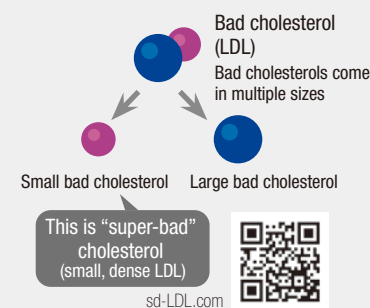 Bad cholesterol
(LDL)
Bad cholesterols come
in multiple sizes
Small bad cholesterol
Large bad cholesterol
This is “super-bad”
cholesterol
(small, dense LDL)
sd-LDL.com